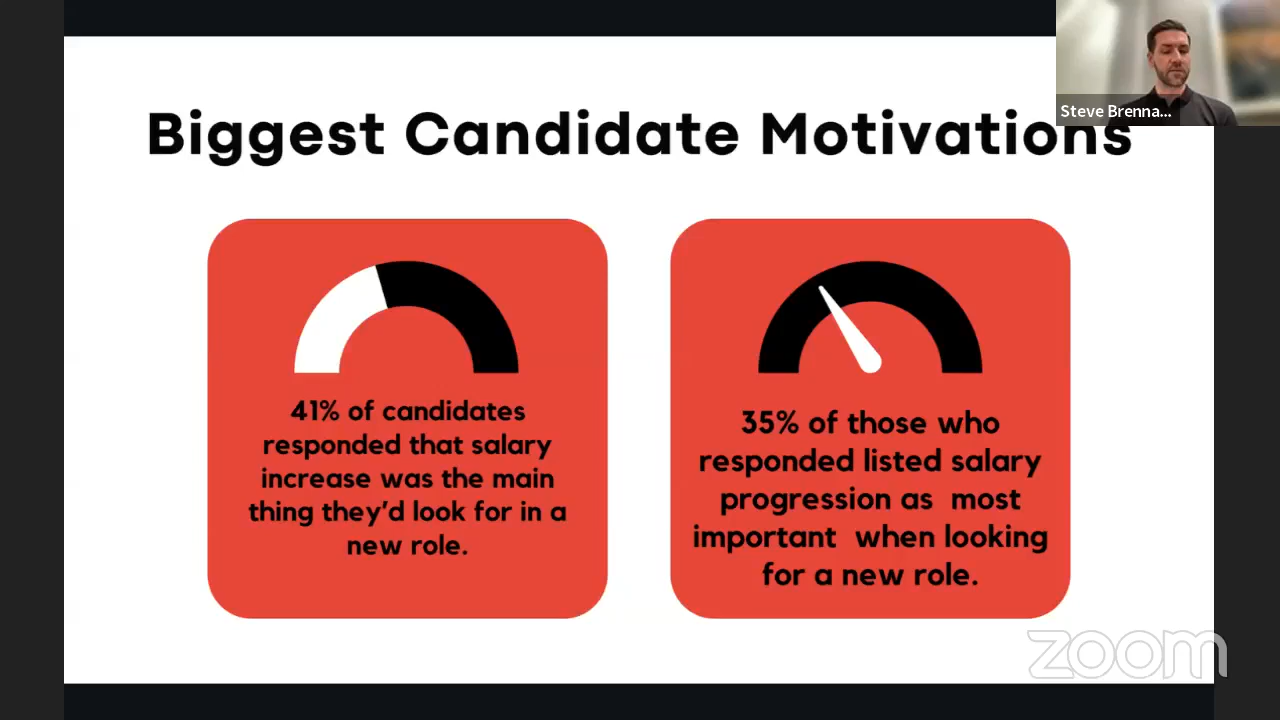 Biggest Candidate Motivations
Steve Brenna...
41% of candidates
responded that salary
increase was the main
thing they'd look for in a
new role.
35% of those who
responded listed salary
progression as most
important when looking
for a new role.
zoom